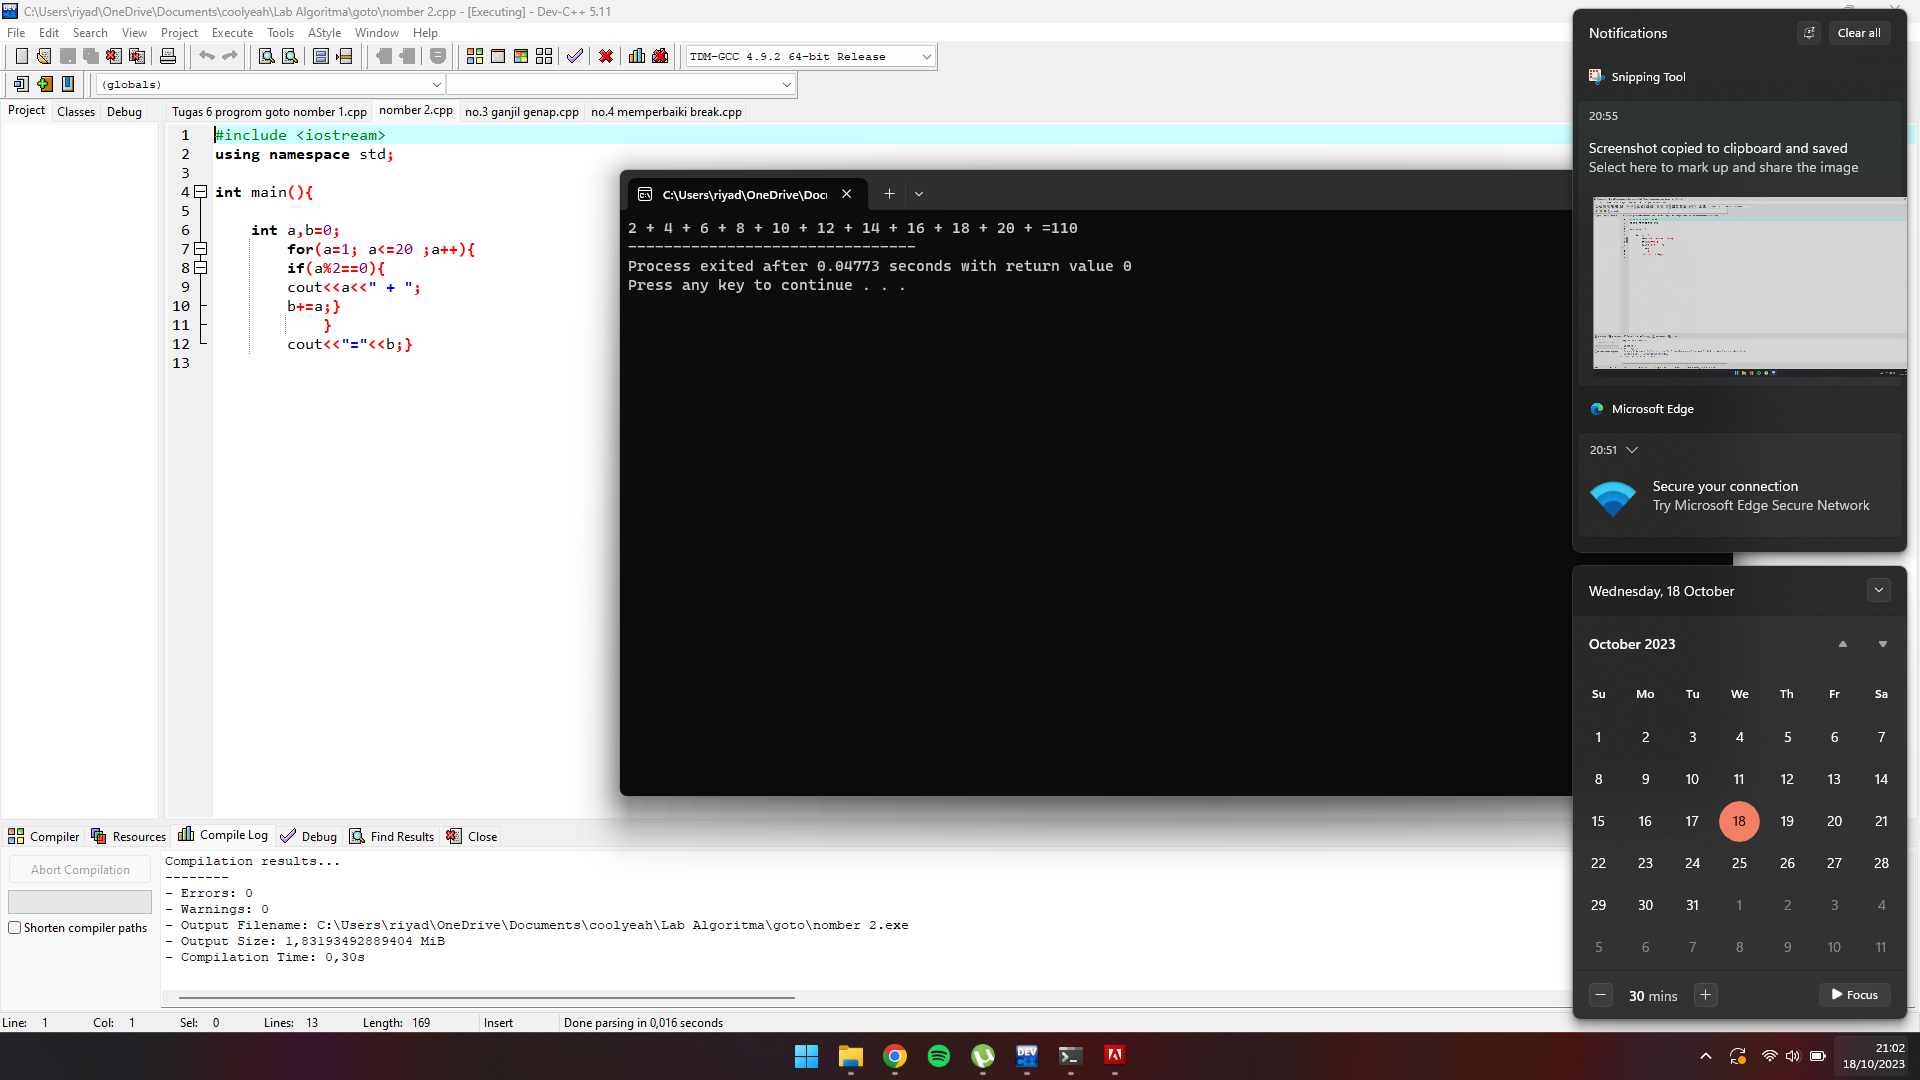 C:\Users\riyad\OneDrive\Documents\coolyeah\Lab Algoritma\goto\nomber 2.cpp - [Executing] - Dev-C++ 5.11
File Edit Search View Project Execute Tools AStyle Window Help
TDM-GCC 4.9.2 64-bit Release
(globals)
Project Classes Debug
Tugas 6 progrom goto nomber 1.cpp nomber 2.cpp no.3 ganjil genap.cpp no.4 memperbaiki break.cpp
1 #include <iostream>
2 using namespace std;
3
4 int main(){
5
6 int a,b=0;
7 for(a=1; a<=20 ;a++){
8 if(a%2==0){
9 cout<<a<<" + ";
10 b+=a;}
11 }
12 cout<<"="<<b;}
13
C:\Users\riyad\OneDrive\Doc
2 + 4 + 6 + 8 + 10 + 12 + 14 + 16 + 18 + 20 + =110
--------------------------------
Process exited after 0.04773 seconds with return value 0
Press any key to continue . . .
Compiler Resources Compile Log Debug Find Results Close
Abort Compilation
Shorten compiler paths
Compilation results...
--------
- Errors: 0
- Warnings: 0
- Output Filename: C:\Users\riyad\OneDrive\Documents\coolyeah\Lab Algoritma\goto\nomber 2.exe
- Output Size: 1,83193492889404 MiB
- Compilation Time: 0,30s
Line: 1 Col: 1 Sel: 0 Lines: 13 Length: 169 Insert Done parsing in 0,016 seconds
Notifications
Clear all
Snipping Tool
20:55
Screenshot copied to clipboard and saved
Select here to mark up and share the image
Microsoft Edge
20:51
Secure your connection
Try Microsoft Edge Secure Network
Wednesday, 18 October
October 2023
Su Mo Tu We Th Fr Sa
1 2 3 4 5 6 7
8 9 10 11 12 13 14
15 16 17 18 19 20 21
22 23 24 25 26 27 28
29 30 31 1 2 3 4
5 6 7 8 9 10 11
30 mins
Focus
DEV
21:02
18/10/2023